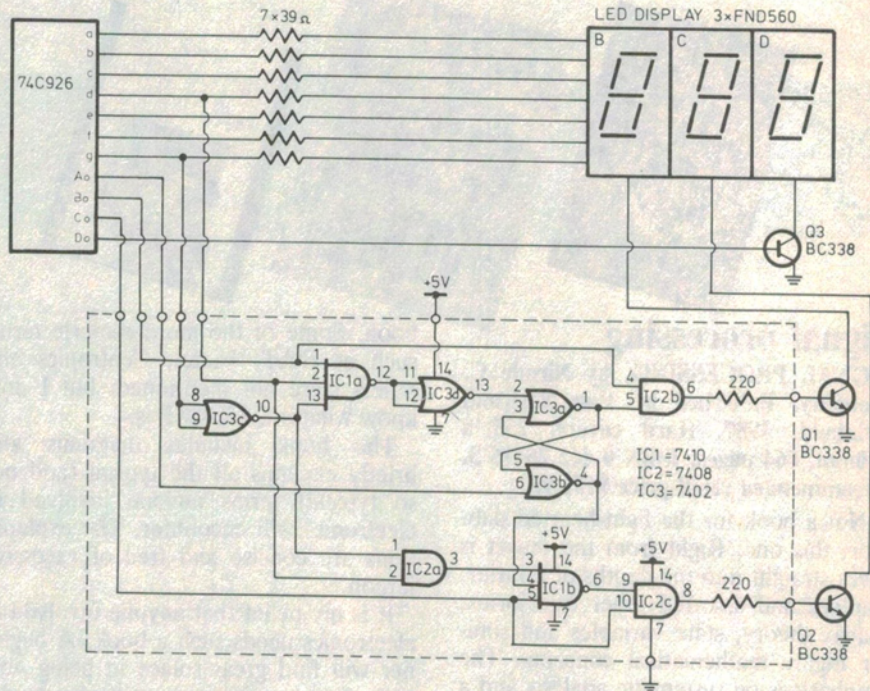 7 × 39 Ω
LED DISPLAY 3×FND560
B C D
a
b
74C926
c
d
e
f
g
Ao
Bo
Co
Do
Q3
BC338
+5V
1
2
13
IC1a
12
11
12
14
IC3d
13
7
2
3
IC3a
4
5
IC2b
6
220
8
9
IC3c
10
Q1
BC338
5
6
IC3b
IC1 = 7410
IC2 = 7408
IC3 = 7402
1
2
IC2a
3
+5V
+5V
3
4
5
14
IC1b
7
6
9
10
14
IC2c
7
8
220
Q2
BC338